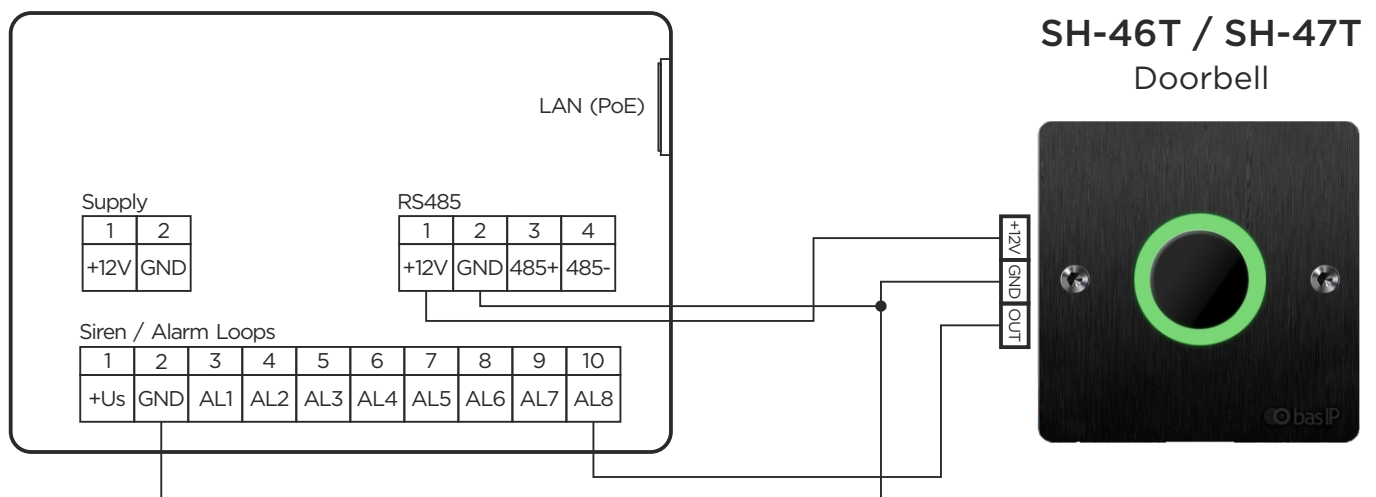 SH-46T / SH-47T
Doorbell
LAN (PoE)
Supply
1 2
+12V GND
RS485
1 2 3 4
+12V GND 485+ 485-
+12V
GND
OUT
Siren / Alarm Loops
1 2 3 4 5 6 7 8 9 10
+Us GND AL1 AL2 AL3 AL4 AL5 AL6 AL7 AL8
bas IP